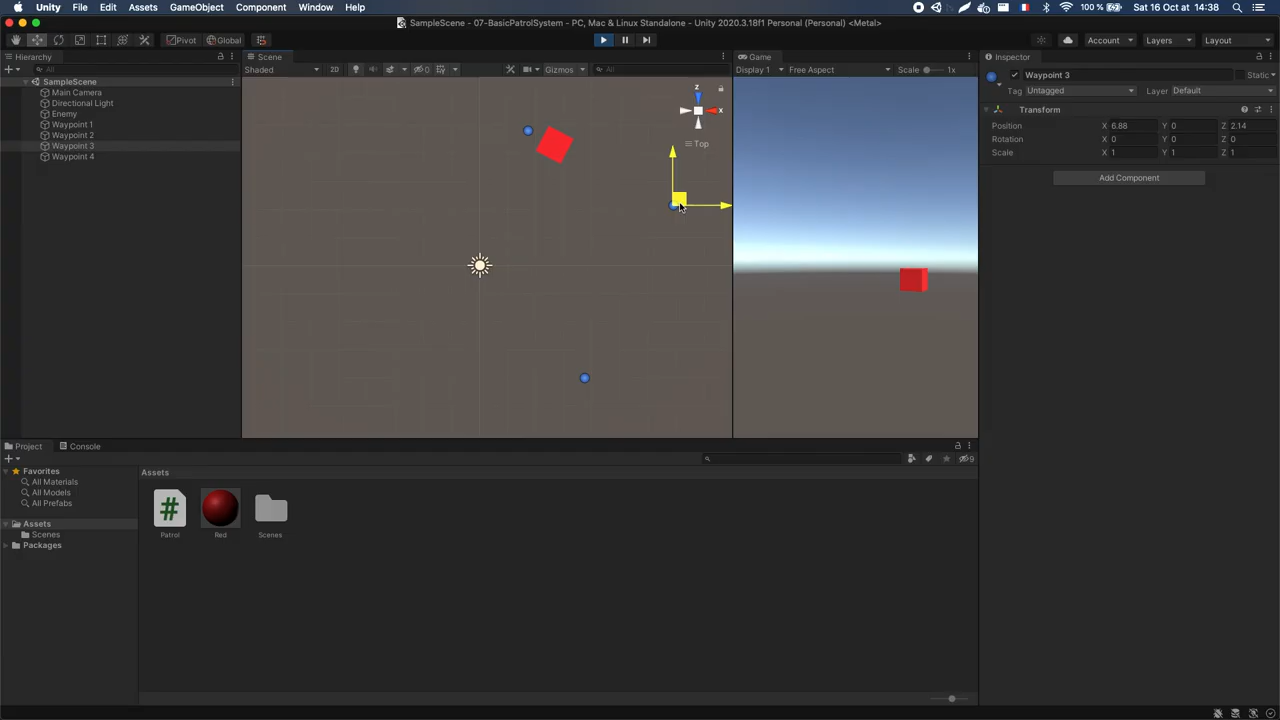 Unity File Edit Assets GameObject Component Window Help 100 % Sat 16 Oct at 14:38
SampleScene - 07-BasicPatrolSystem - PC, Mac & Linux Standalone - Unity 2020.3.18f1 Personal (Personal) <Metal>
Pivot Global Account Layers Layout
Hierarchy Scene Game Inspector
All Shaded 2D 0 Gizmos All Display 1 Free Aspect Scale 1x Waypoint 3 Static
SampleScene
Tag Untagged Layer Default
Main Camera
Directional Light
Enemy
Waypoint 1
Waypoint 2
Waypoint 3
Waypoint 4
z
x
Top
Transform
Position X 6.88 Y 0 Z 2.14
Rotation X 0 Y 0 Z 0
Scale X 1 Y 1 Z 1
Add Component
Project Console
9
Favorites
All Materials
All Models
All Prefabs
Assets
Scenes
Packages
Assets
#
Patrol Red Scenes